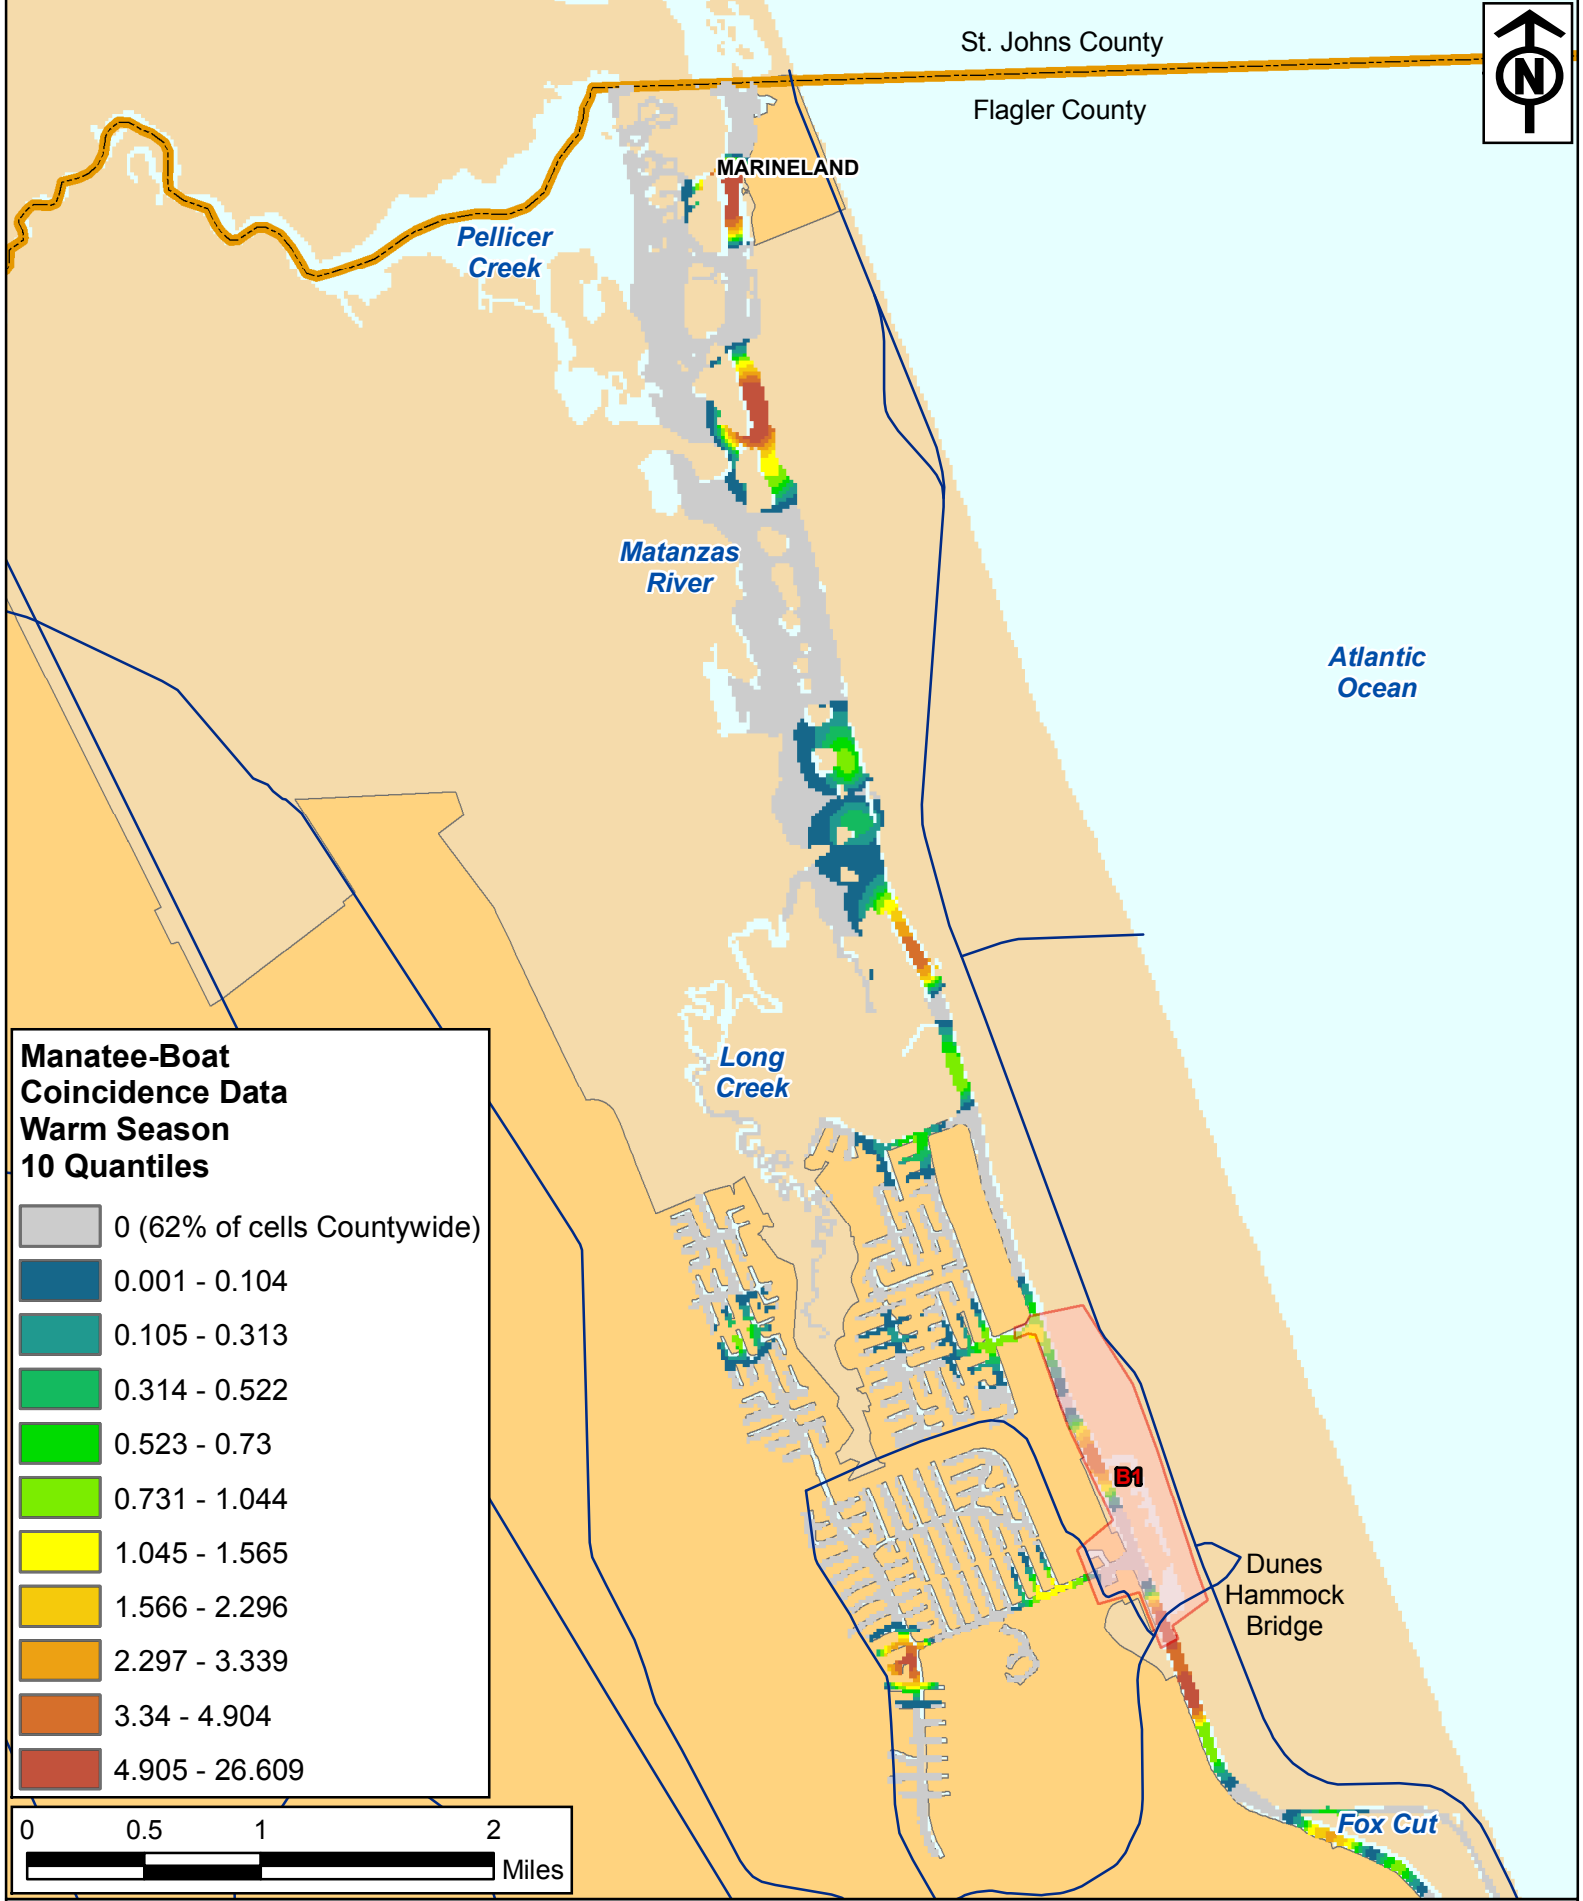 St. Johns County
N
Flagler County
MARINELAND
Pellicer
Creek
Matanzas
River
Atlantic
Ocean
Long
Creek
B1
Dunes
Hammock
Bridge
Fox Cut
Manatee-Boat
Coincidence Data
Warm Season
10 Quantiles
0 (62% of cells Countywide)
0.001 - 0.104
0.105 - 0.313
0.314 - 0.522
0.523 - 0.73
0.731 - 1.044
1.045 - 1.565
1.566 - 2.296
2.297 - 3.339
3.34 - 4.904
4.905 - 26.609
0 0.5 1 2
Miles